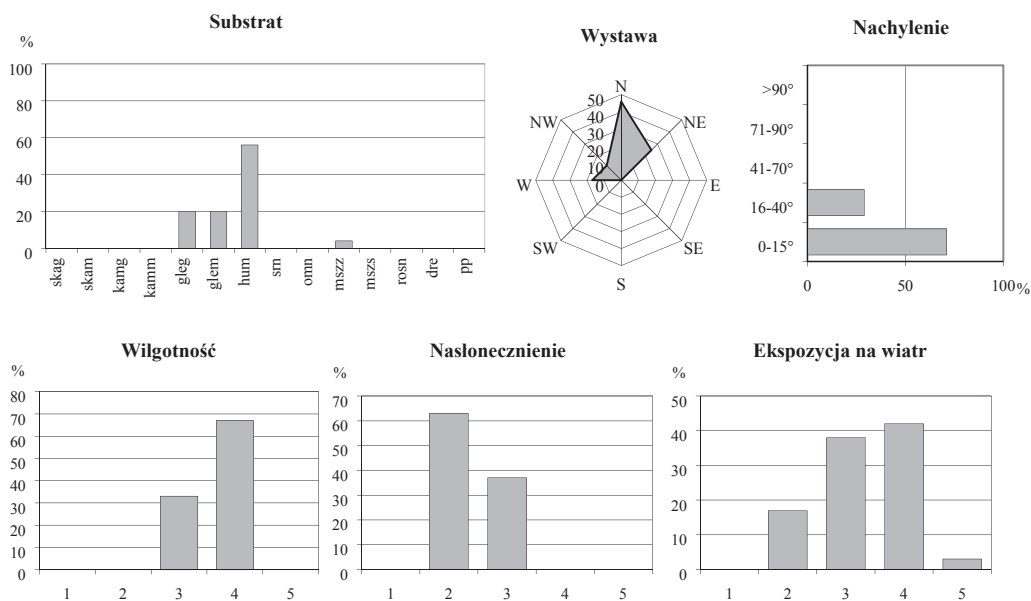 Substrat
%
100
80
60
40
20
0
skag
skam
kamg
kamm
gleg
glem
hum
srn
omn
mszz
mszs
rosn
dre
pp
Wystawa
N
NE
E
SE
S
SW
W
NW
50
40
30
20
10
0
Nachylenie
>90°
71-90°
41-70°
16-40°
0-15°
0 50 100%
Wilgotność
%
80
70
60
50
40
30
20
10
0
1 2 3 4 5
Nasłonecznienie
%
70
60
50
40
30
20
10
0
1 2 3 4 5
Ekspozycja na wiatr
%
50
40
30
20
10
0
1 2 3 4 5